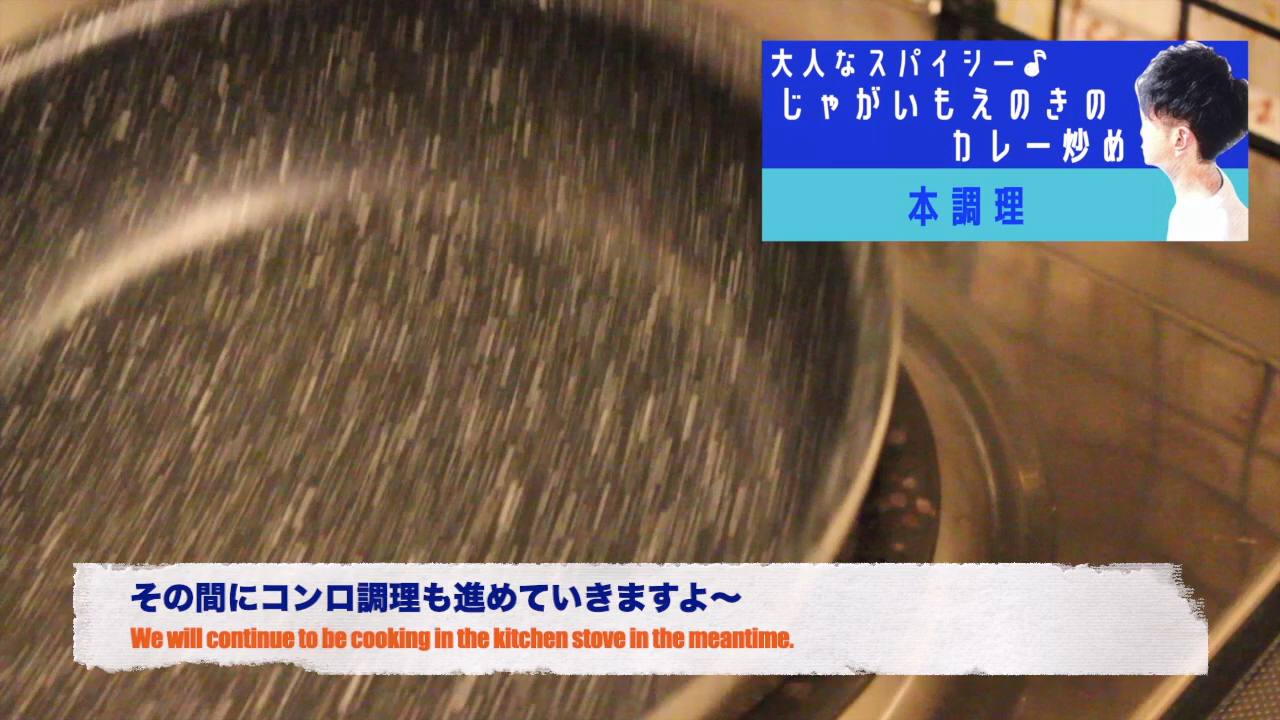 大人なスパイシー♪
じゃがいもえのきの
カレー炒め
本調理
その間にコンロ調理も進めていきますよ〜
We will continue to be cooking in the kitchen stove in the meantime.